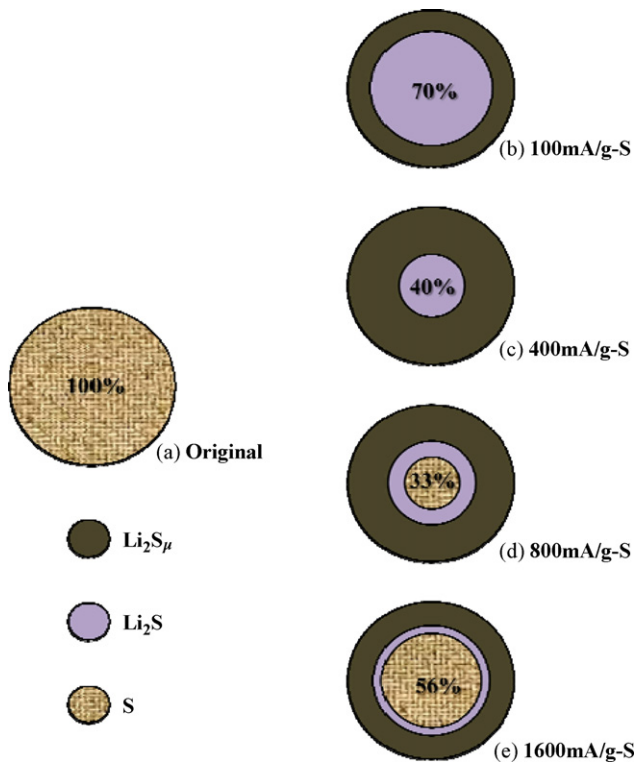 70%
(b) 100mA/g-S
40%
(c) 400mA/g-S
100%
(a) Original
33%
(d) 800mA/g-S
56%
(e) 1600mA/g-S
Li₂Sμ
Li₂S
S